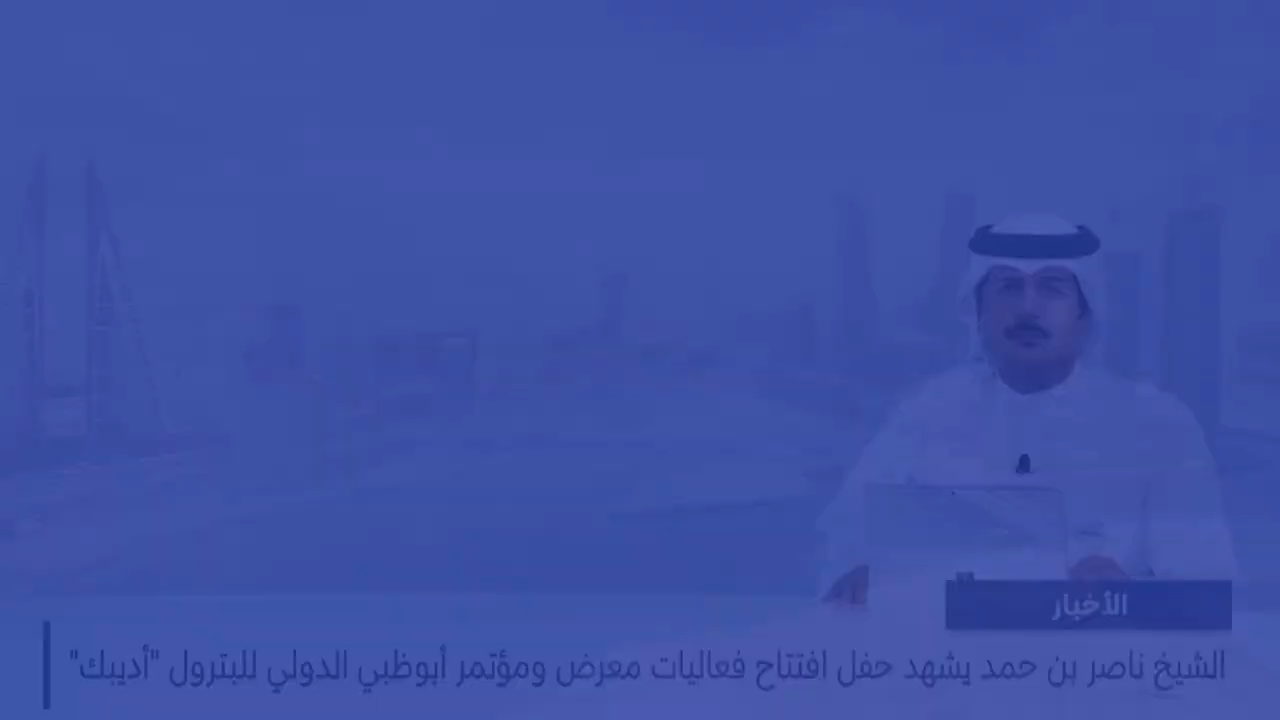 الأخبار
الشيخ ناصر بن حمد يشهد حفل افتتاح فعاليات معرض ومؤتمر أبوظبي الدولي للبترول "أديبك"